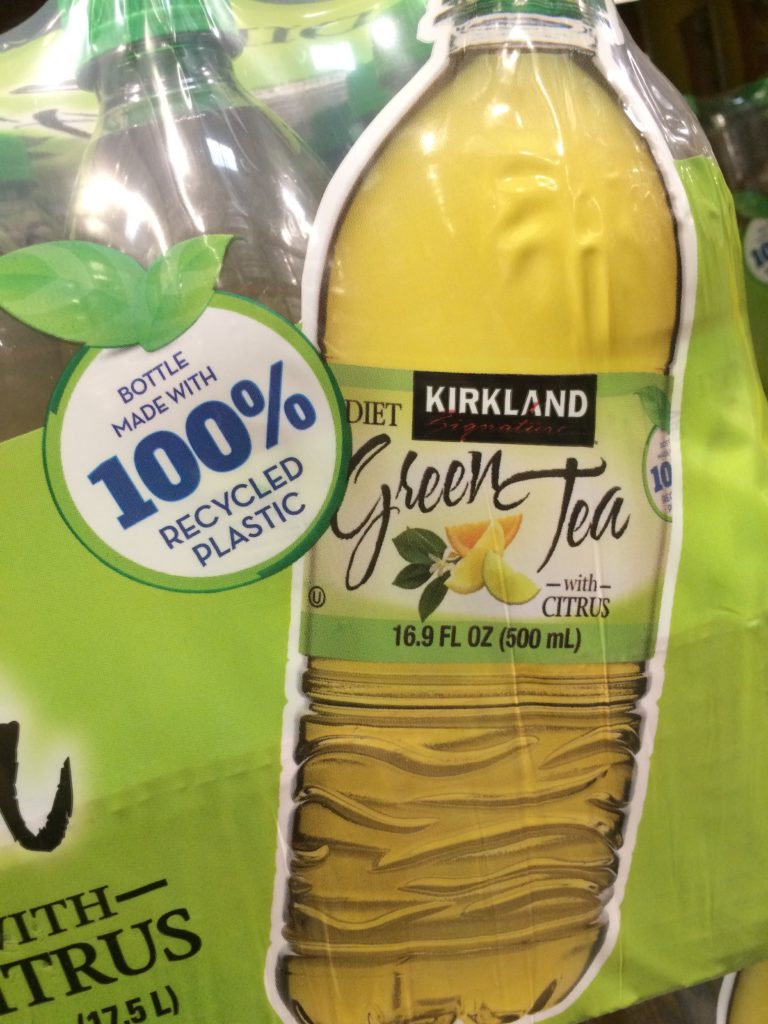 BOTTLE
MADE WITH
100%
RECYCLED
PLASTIC
DIET
KIRKLAND
Signature
Green Tea
with
CITRUS
U
16.9 FL OZ (500 mL)
10
WITH
TRUS
(17.5 L)